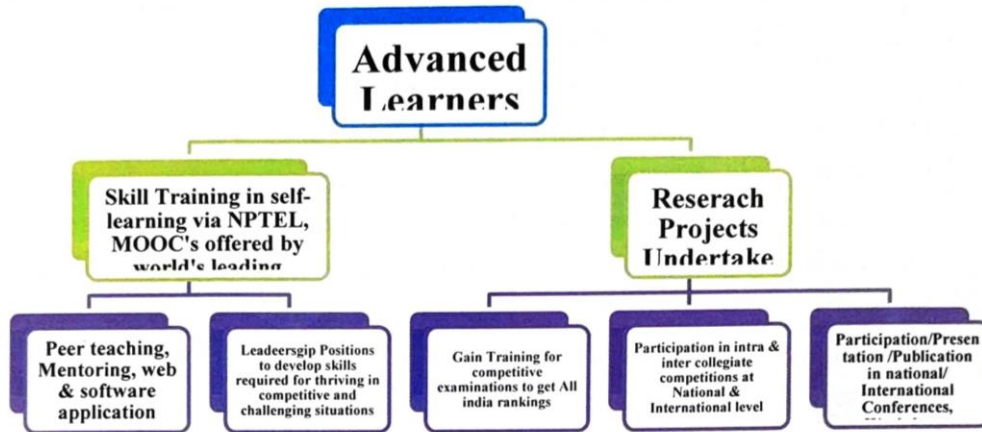 Advanced
Learners
Skill Training in self-
learning via NPTEL,
MOOC's offered by
world's leading
Reserach
Projects
Undertake
Peer teaching,
Mentoring, web
& software
application
Leadeersgip Positions
to develop skills
required for thriving in
competitive and
challenging situations
Gain Training for
competitive
examinations to get All
india rankings
Participation in intra &
inter collegiate
competitions at
National &
International level
Participation/Presen
tation /Publication
in national/
International
Conferences,